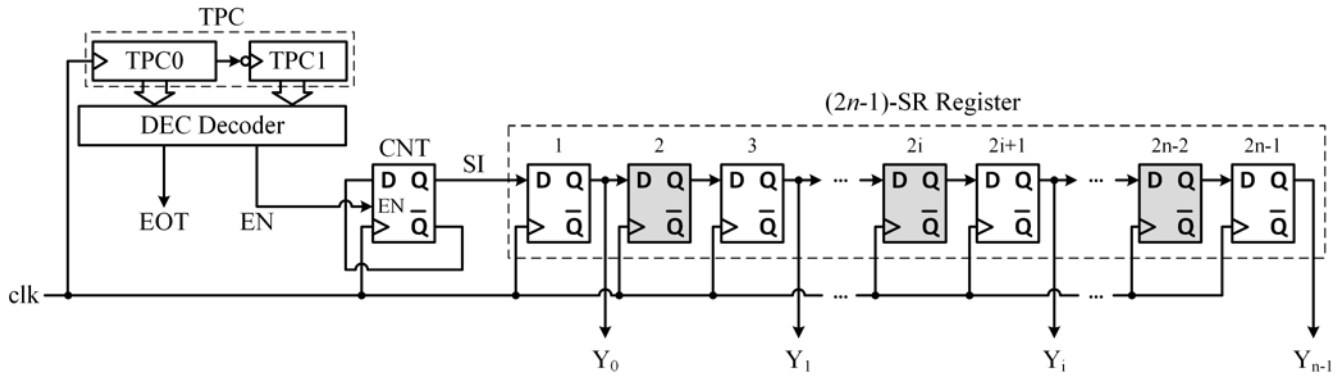 TPC
TPC0 TPC1
DEC Decoder
EOT EN
CNT
D Q
EN
Q
SI
(2n-1)-SR Register
1 2 3 2i 2i+1 2n-2 2n-1
D Q D Q D Q ... D Q D Q ... D Q D Q
Q Q Q Q Q Q Q
clk
... ...
Y0 Y1 Yi Yn-1